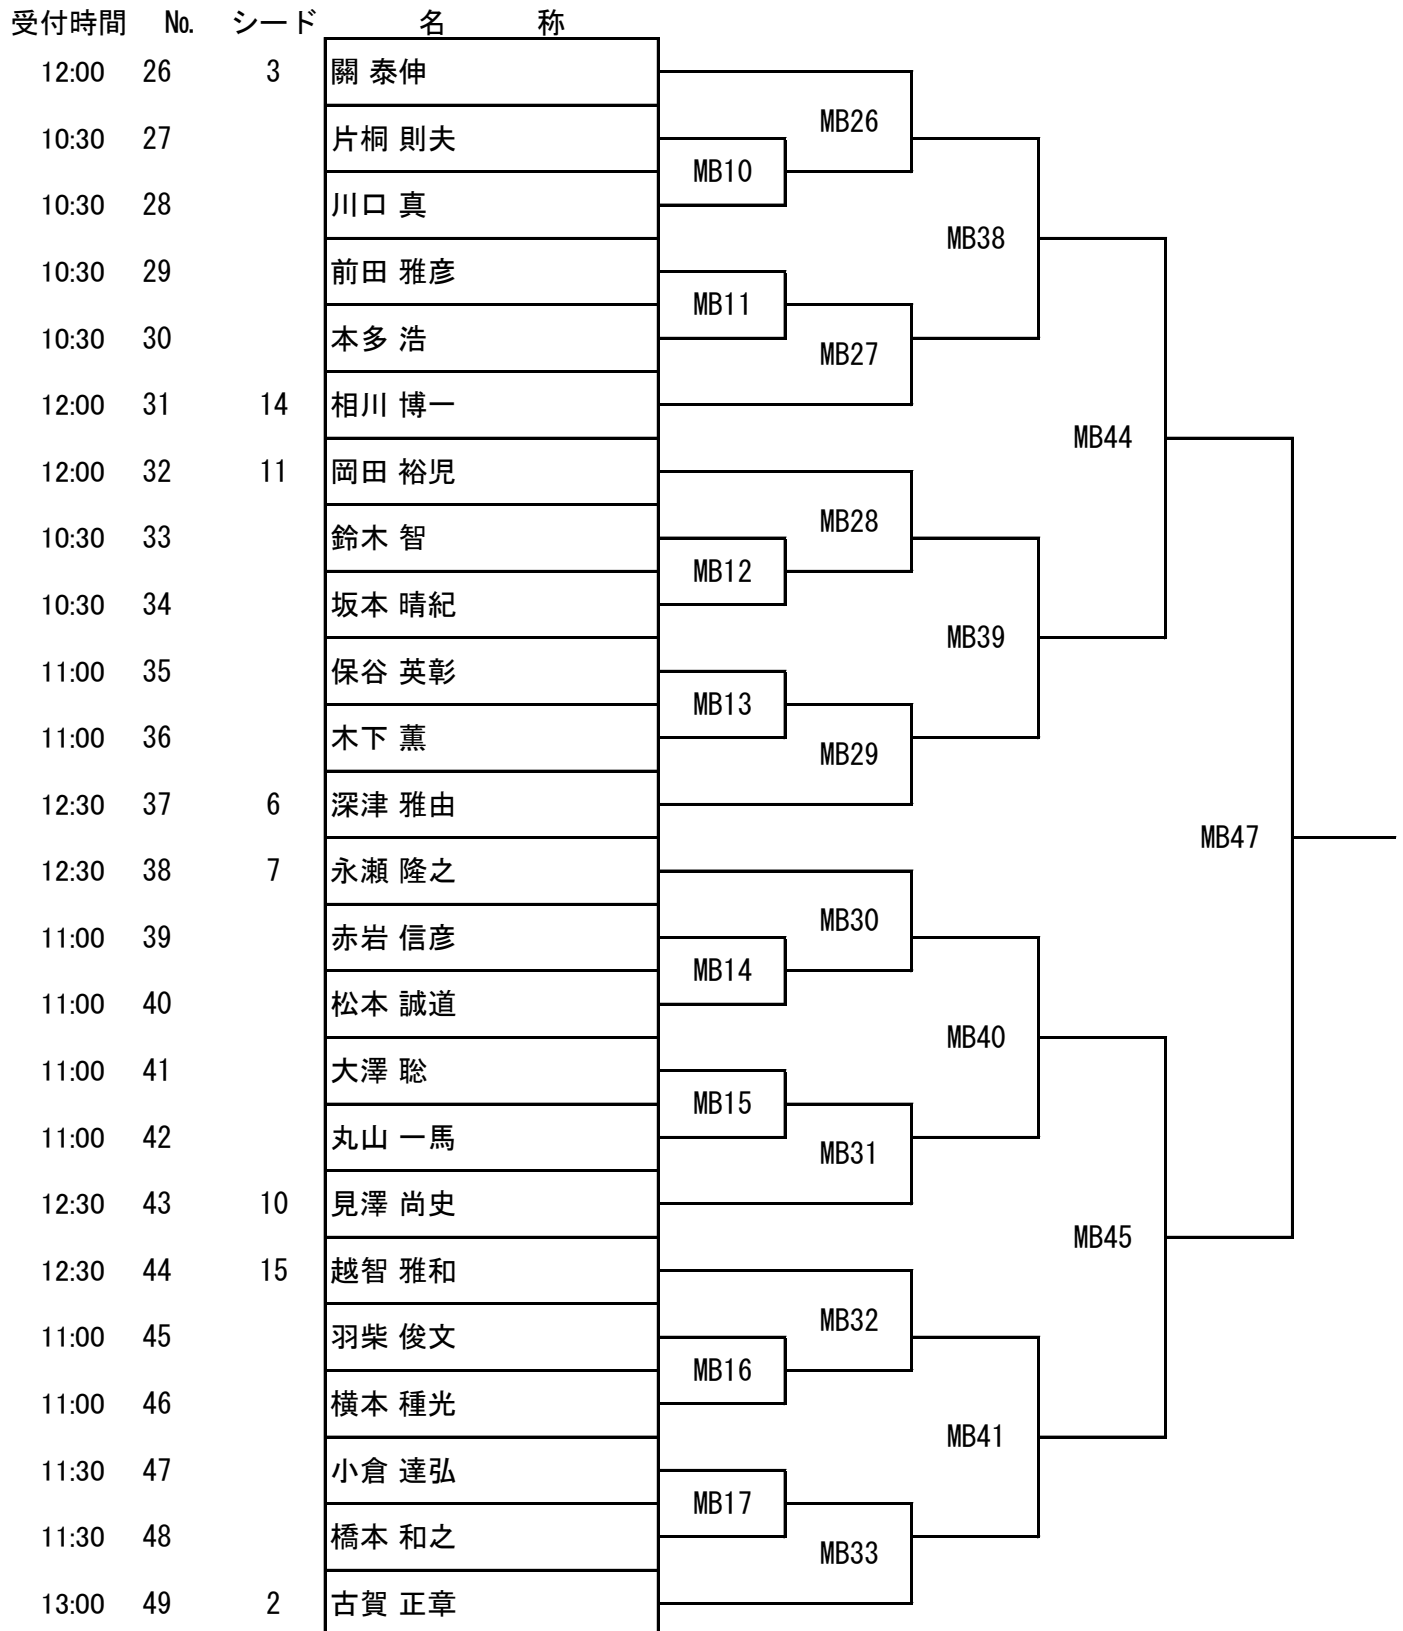 受付時間 № シード 名 称
12:00 26 3 關 泰伸
MB26
10:30 27 片桐 則夫
MB10
10:30 28 川口 真
MB38
10:30 29 前田 雅彦
MB11
10:30 30 本多 浩
MB27
12:00 31 14 相川 博一
MB44
12:00 32 11 岡田 裕児
MB28
10:30 33 鈴木 智
MB12
10:30 34 坂本 晴紀
MB39
11:00 35 保谷 英彰
MB13
11:00 36 木下 薫
MB29
12:30 37 6 深津 雅由
MB47
12:30 38 7 永瀬 隆之
MB30
11:00 39 赤岩 信彦
MB14
11:00 40 松本 誠道
MB40
11:00 41 大澤 聡
MB15
11:00 42 丸山 一馬
MB31
12:30 43 10 見澤 尚史
MB45
12:30 44 15 越智 雅和
MB32
11:00 45 羽柴 俊文
MB16
11:00 46 横本 種光
MB41
11:30 47 小倉 達弘
MB17
11:30 48 橋本 和之
MB33
13:00 49 2 古賀 正章